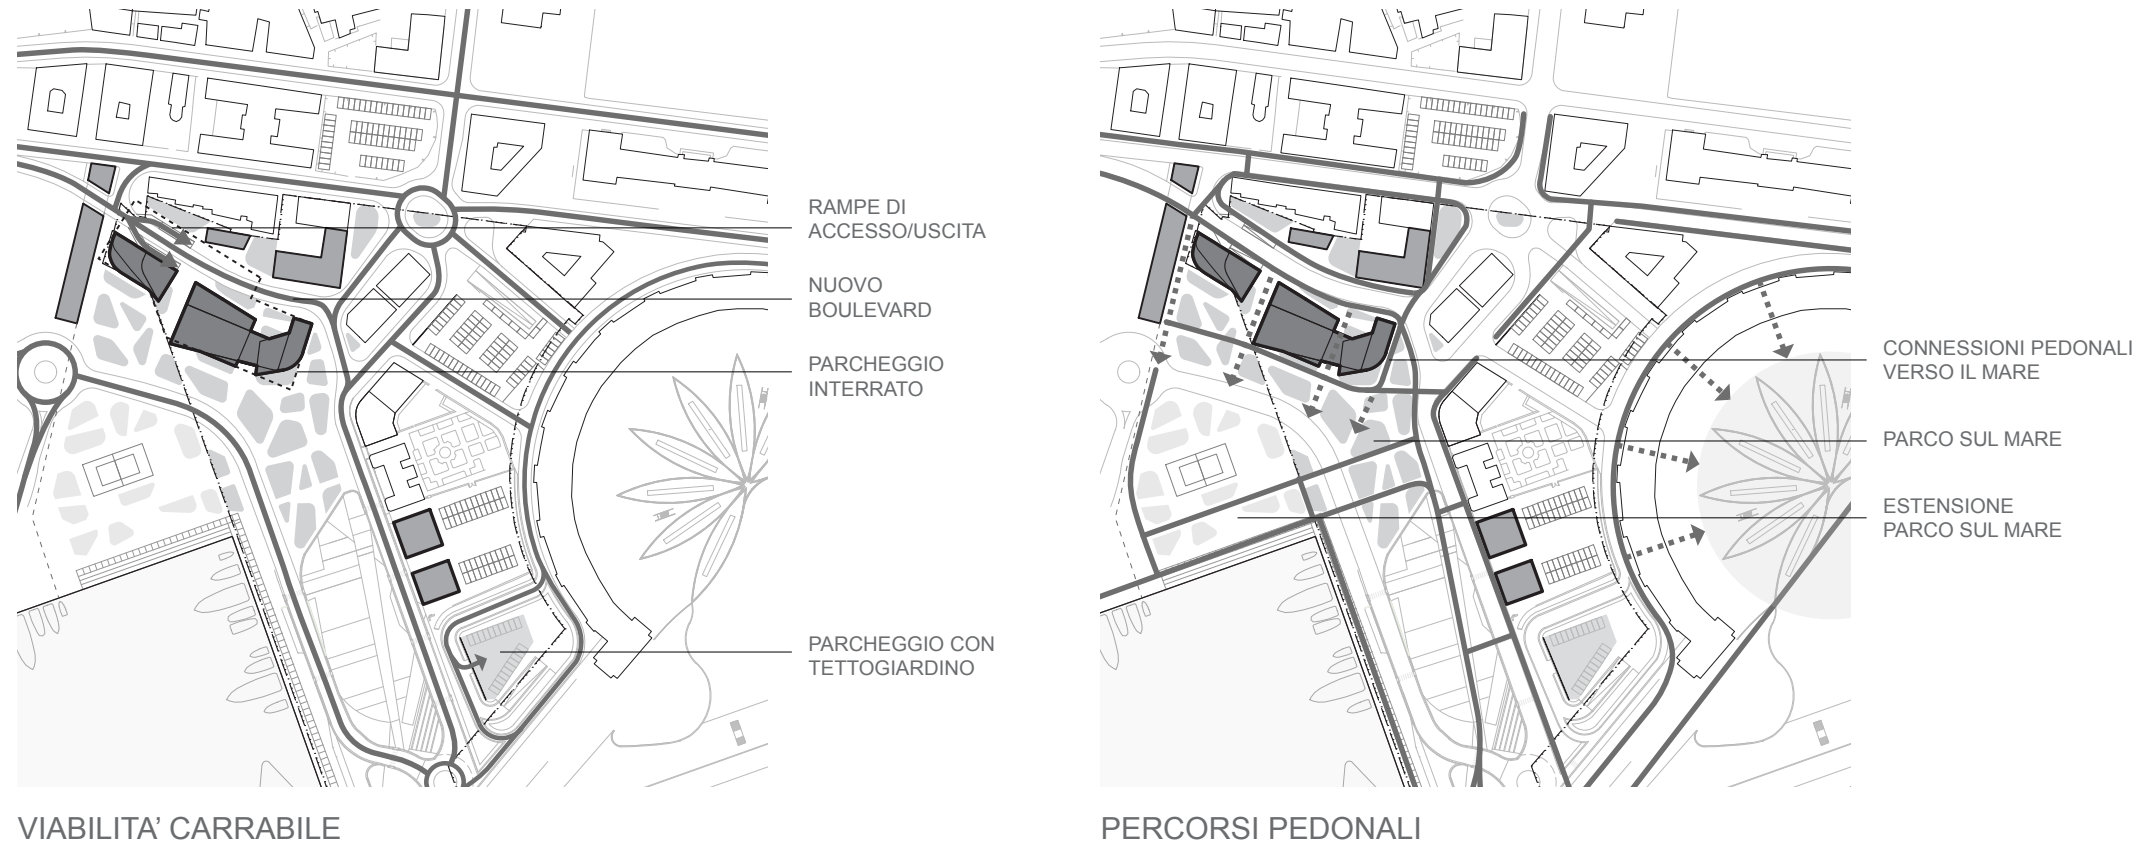 RAMPE DI
ACCESSO/USCITA
NUOVO
BOULEVARD
PARCHEGGIO
INTERRATO
PARCHEGGIO CON
TETTOGIARDINO
VIABILITA’ CARRABILE
CONNESSIONI PEDONALI
VERSO IL MARE
PARCO SUL MARE
ESTENSIONE
PARCO SUL MARE
PERCORSI PEDONALI